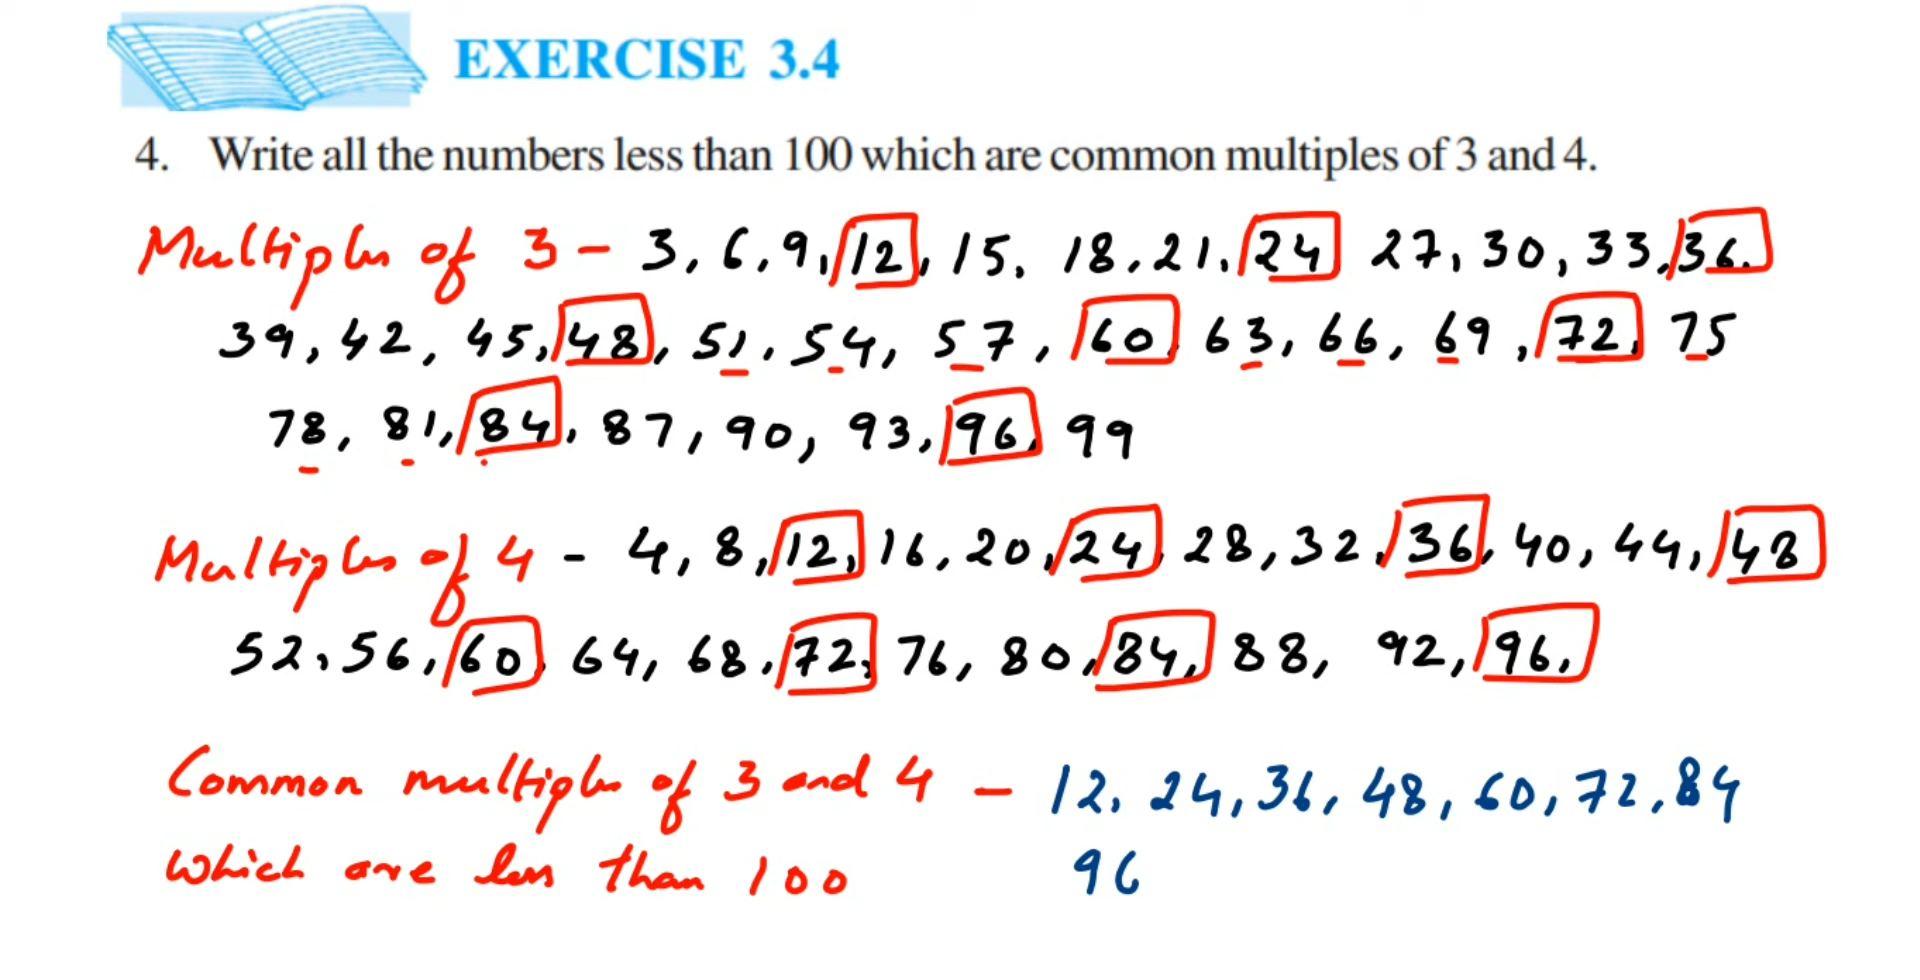 EXERCISE 3.4
4. Write all the numbers less than 100 which are common multiples of 3 and 4.
Multiples of 3 - 3, 6, 9, 12, 15, 18, 21, 24 27, 30, 33, 36.
39, 42, 45, 48, 51, 54, 57, 60, 63, 66, 69, 72, 75
78, 81, 84, 87, 90, 93, 96, 99
Multiples of 4 - 4, 8, 12, 16, 20, 24, 28, 32, 36, 40, 44, 48
52, 56, 60, 64, 68, 72, 76, 80, 84, 88, 92, 96,
Common multiples of 3 and 4 - 12, 24, 36, 48, 60, 72, 84
which are less than 100 96